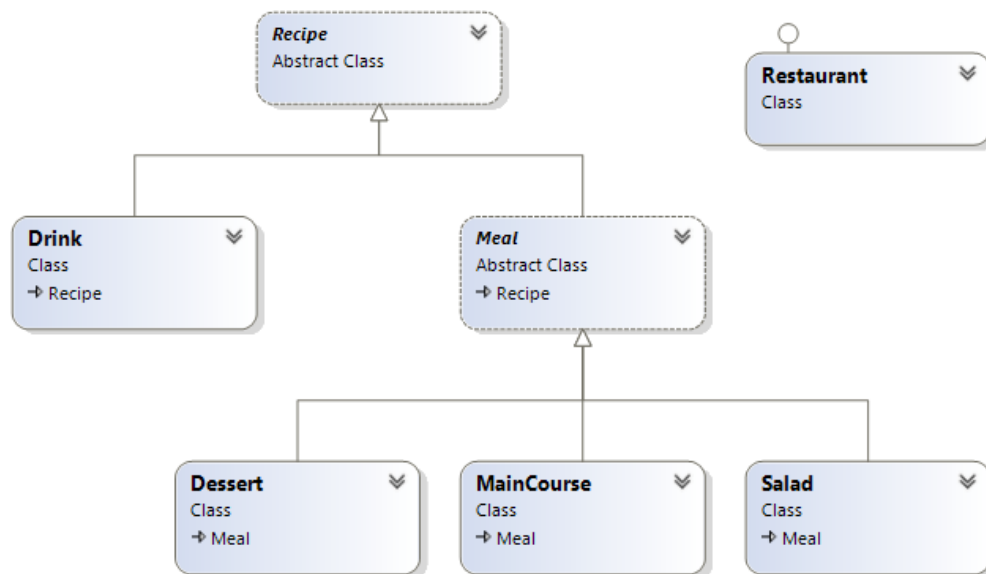 Recipe
Abstract Class
Restaurant
Class
Drink
Class
Recipe
Meal
Abstract Class
Recipe
Dessert
Class
Meal
MainCourse
Class
Meal
Salad
Class
Meal